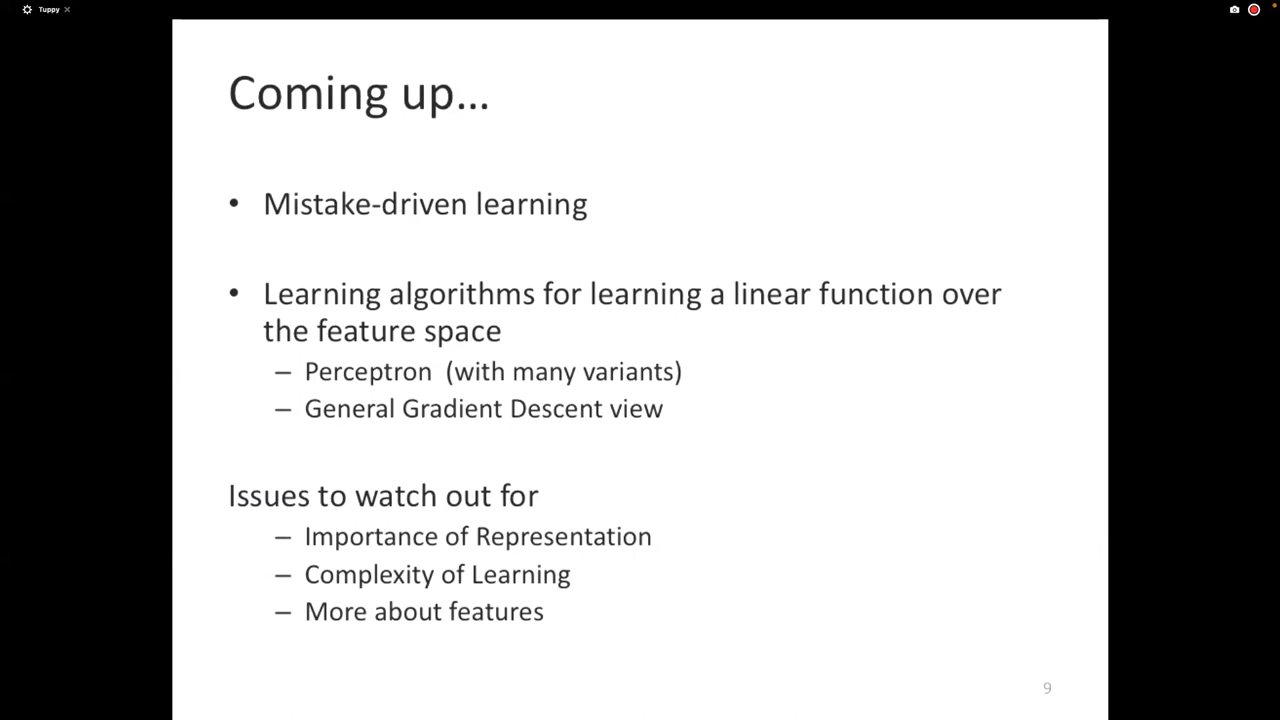 Tuppy
Coming up...
• Mistake-driven learning
• Learning algorithms for learning a linear function over
the feature space
– Perceptron (with many variants)
– General Gradient Descent view
Issues to watch out for
– Importance of Representation
– Complexity of Learning
– More about features
9